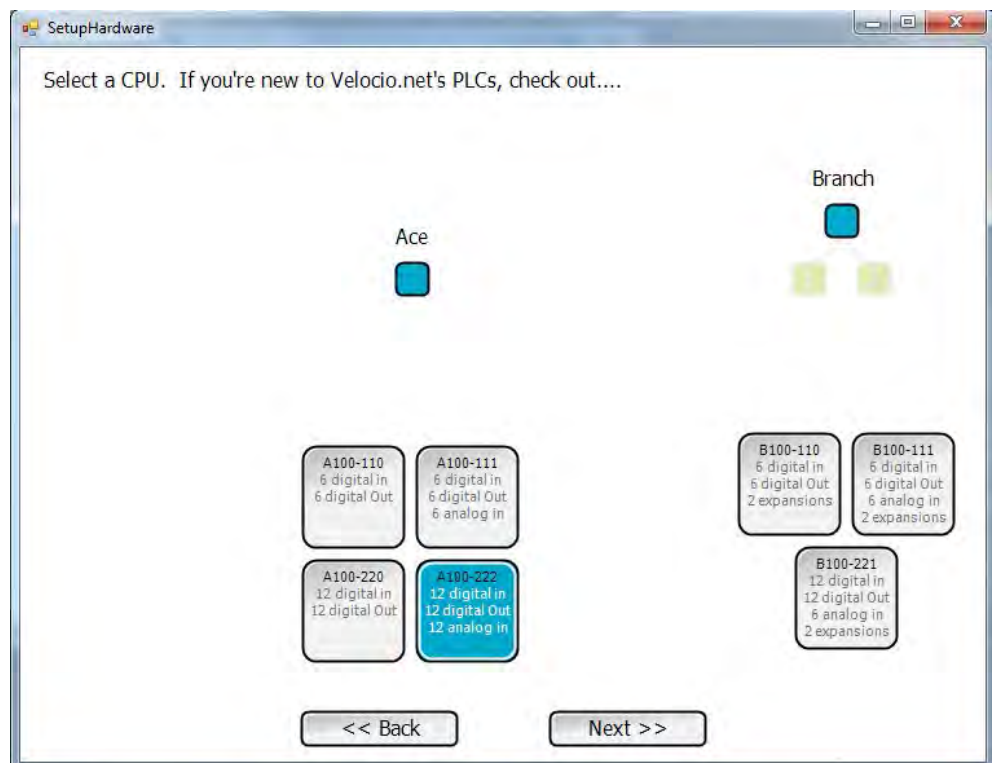 SetupHardware
Select a CPU. If you're new to Velocio.net's PLCs, check out....
Ace
Branch
A100-110
6 digital in
6 digital Out
A100-111
6 digital in
6 digital Out
6 analog in
A100-220
12 digital in
12 digital Out
A100-222
12 digital in
12 digital Out
12 analog in
B100-110
6 digital in
6 digital Out
2 expansions
B100-111
6 digital in
6 digital Out
6 analog in
2 expansions
B100-221
12 digital in
12 digital Out
6 analog in
2 expansions
<< Back
Next >>